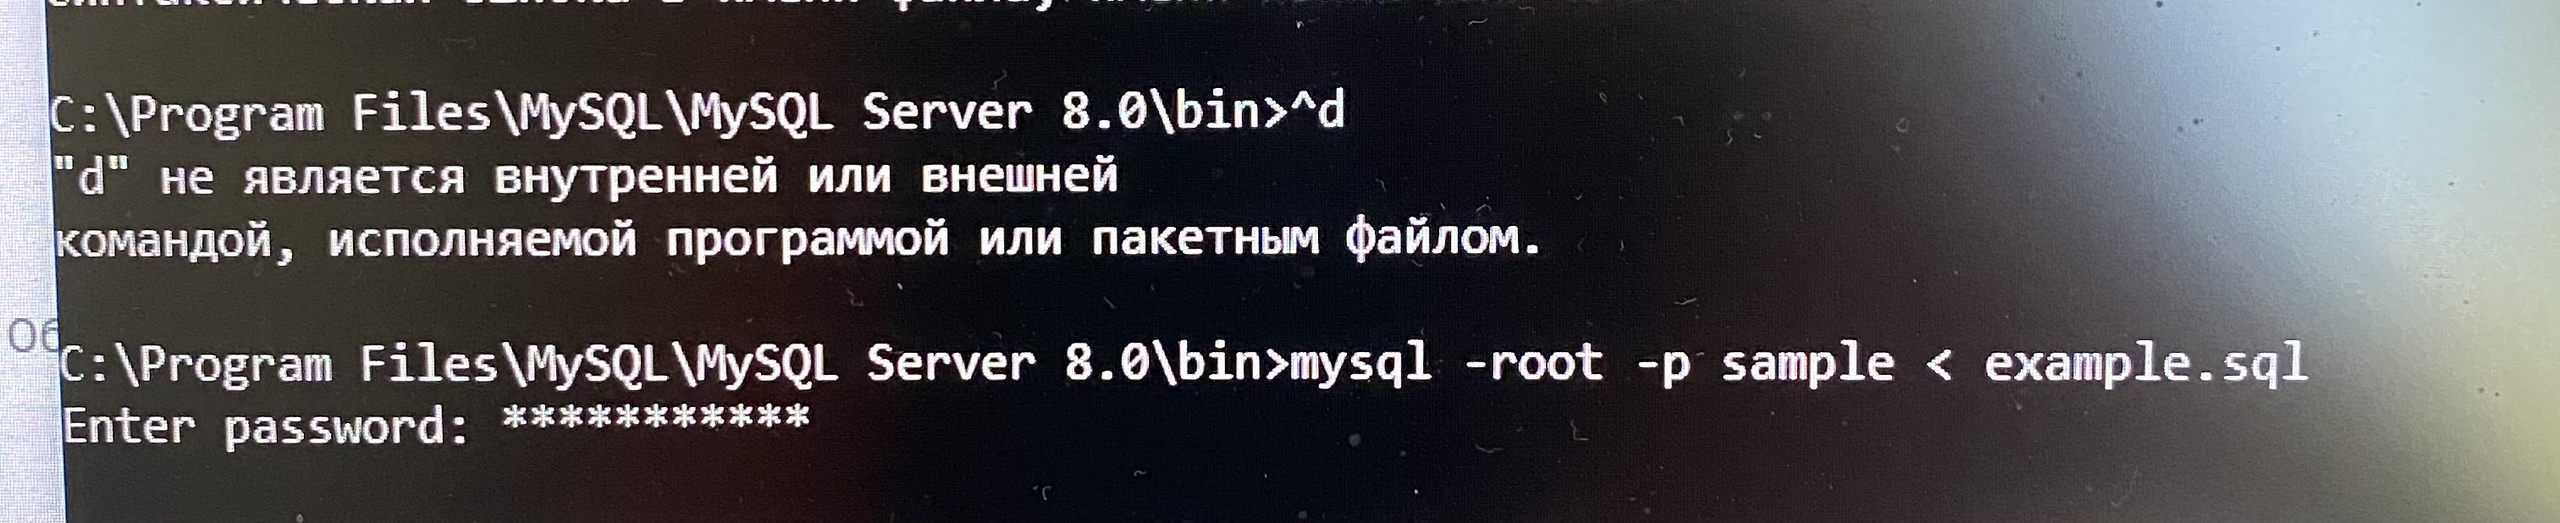 C:\Program Files\MySQL\MySQL Server 8.0\bin>^d
"d" не является внутренней или внешней
командой, исполняемой программой или пакетным файлом.
Об
C:\Program Files\MySQL\MySQL Server 8.0\bin>mysql -root -p sample < example.sql
Enter password: ***********